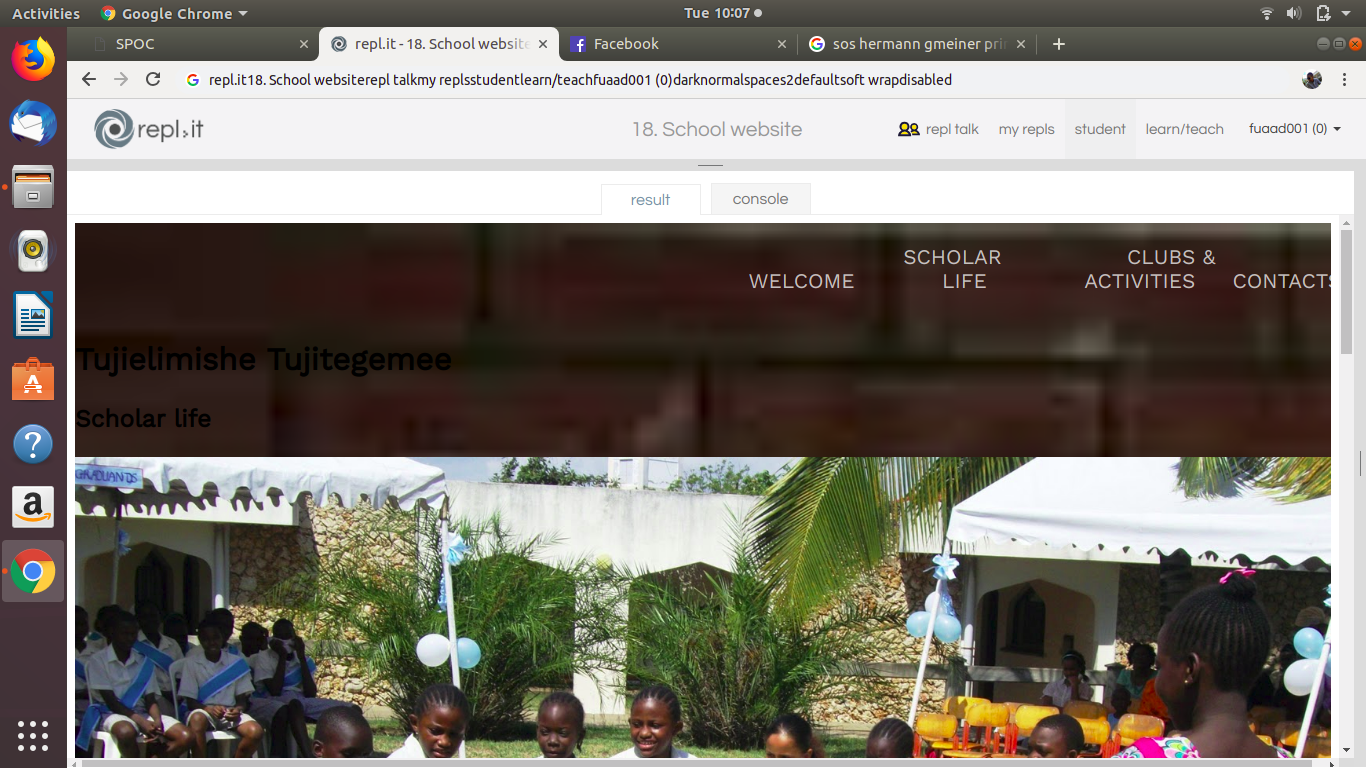 Activities Google Chrome Tue 10:07
SPOC repl.it - 18. School website Facebook sos hermann gmeiner pri
repl.it18. School websiterepl talkmy replsstudentlearn/teachfuaad001 (0)darknormalspaces2defaultsoft wrapdisabled
repl.it 18. School website repl talk my repls student learn/teach fuaad001 (0)
result console
SCHOLAR CLUBS &
WELCOME LIFE ACTIVITIES CONTACTS
Tujielimishe Tujitegemee
Scholar life
GRADUANDS